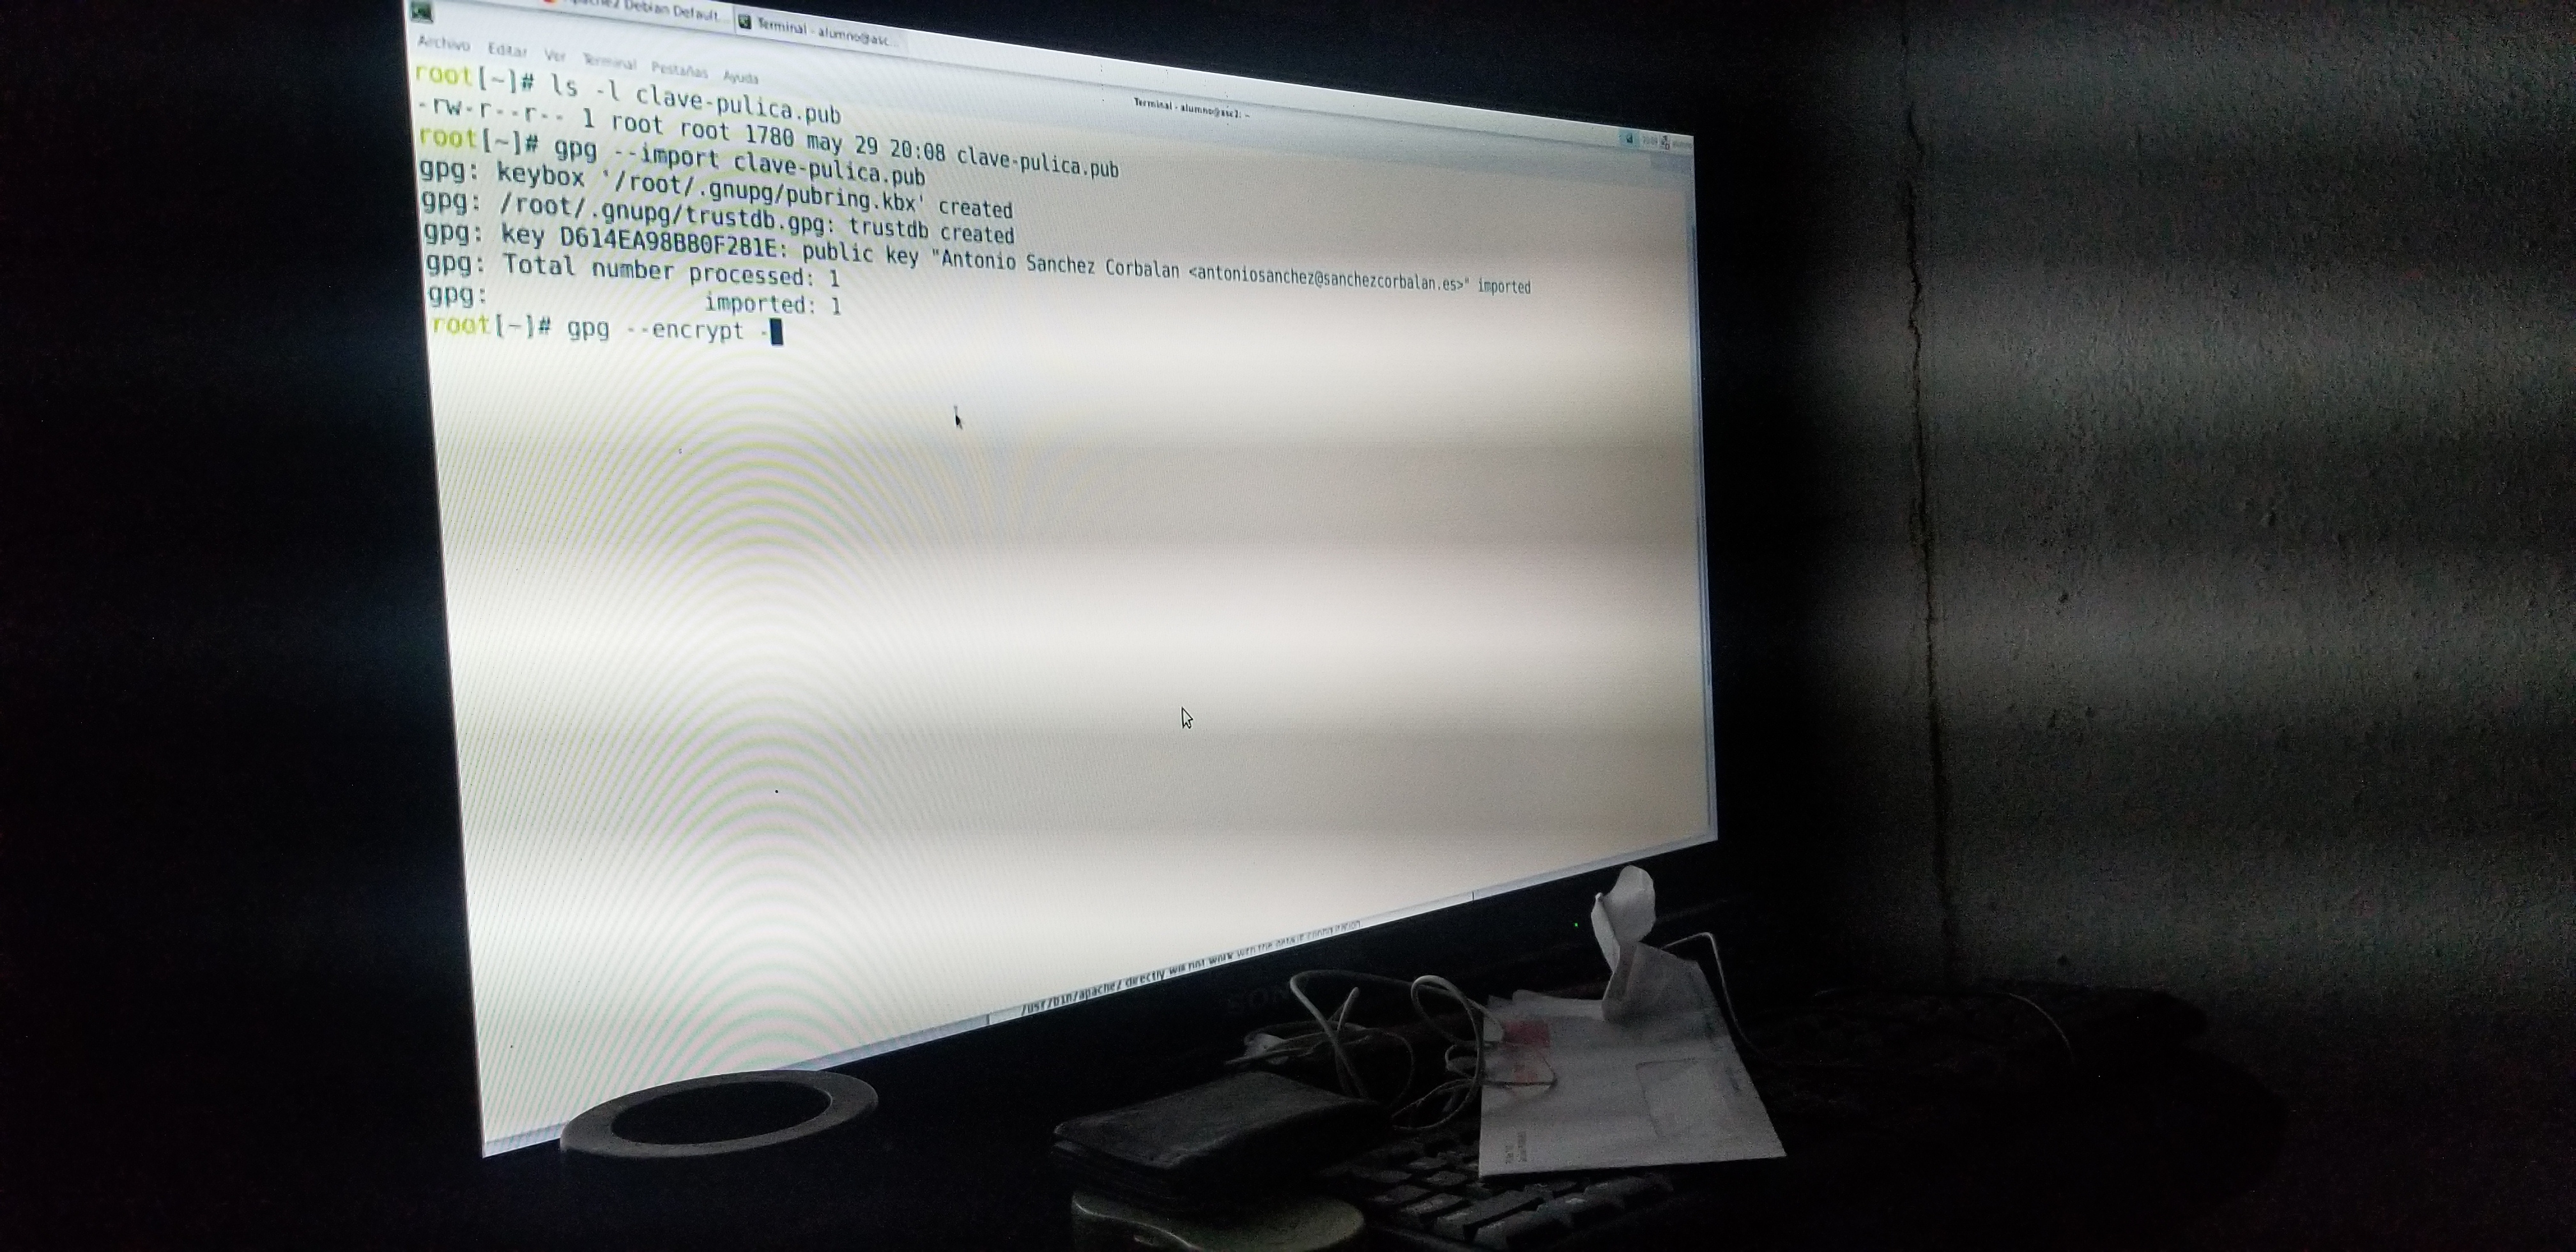 Debian Default...
Terminal - alumno@asc...
Archivo Editar Ver Terminal Pestañas Ayuda
Terminal - alumno@asc2: ~
root[~]# ls -l clave-pulica.pub
-rw-r--r-- 1 root root 1780 may 29 20:08 clave-pulica.pub
root[~]# gpg --import clave-pulica.pub
gpg: keybox '/root/.gnupg/pubring.kbx' created
gpg: /root/.gnupg/trustdb.gpg: trustdb created
gpg: key D614EA98B80F281E: public key "Antonio Sanchez Corbalan <antoniosanchez@sanchezcorbalan.es>" imported
gpg: Total number processed: 1
gpg: imported: 1
root[~]# gpg --encrypt -
/usr/bin/apache2 directly will not work with the default configuration.
SONY